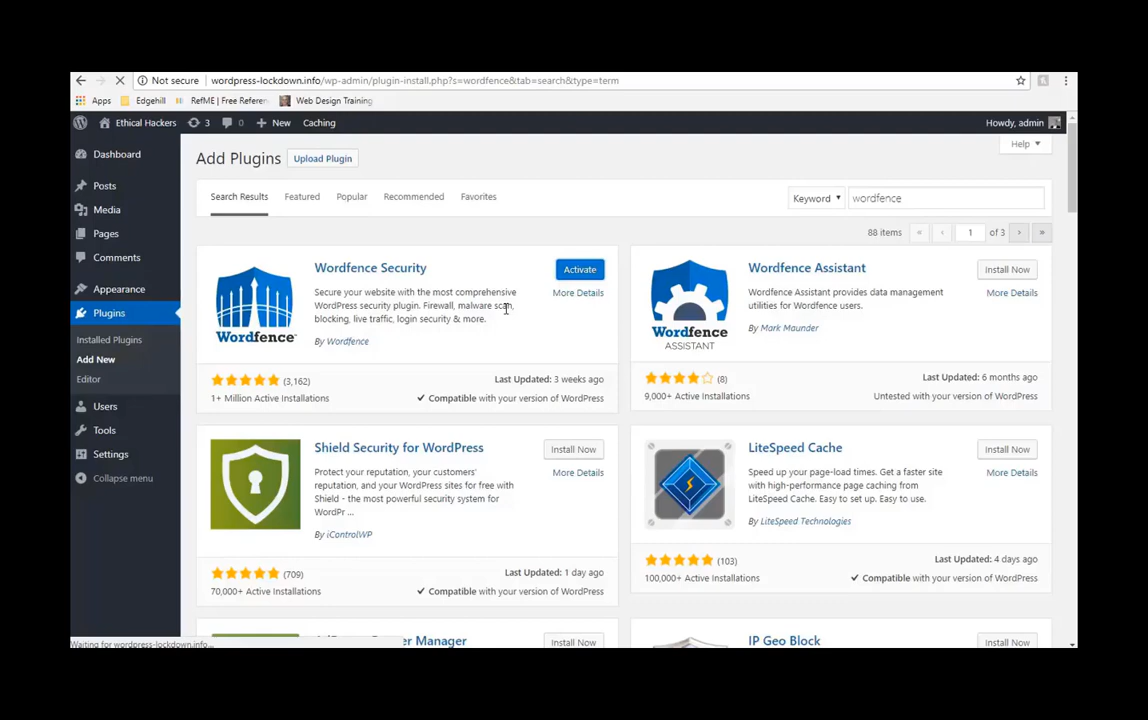 Not secure wordpress-lockdown.info/wp-admin/plugin-install.php?s=wordfence&tab=search&type=term
Apps Edgehill RefME | Free Referen Web Design Training
Ethical Hackers 3 0 New Caching Howdy, admin
Dashboard
Posts
Media
Pages
Comments
Appearance
Plugins
Installed Plugins
Add New
Editor
Users
Tools
Settings
Collapse menu
Add Plugins Upload Plugin Help
Search Results Featured Popular Recommended Favorites Keyword wordfence
88 items « ‹ 1 of 3 › »
Wordfence
Wordfence Security Activate
Secure your website with the most comprehensive More Details
WordPress security plugin. Firewall, malware scan,
blocking, live traffic, login security & more.
By Wordfence
(3,162) Last Updated: 3 weeks ago
1+ Million Active Installations Compatible with your version of WordPress
Wordfence
ASSISTANT
Wordfence Assistant Install Now
Wordfence Assistant provides data management More Details
utilities for Wordfence users.
By Mark Maunder
(8) Last Updated: 6 months ago
9,000+ Active Installations Untested with your version of WordPress
Shield Security for WordPress Install Now
Protect your reputation, your customers' More Details
reputation, and your WordPress sites for free with
Shield - the most powerful security system for
WordPr ...
By iControlWP
(709) Last Updated: 1 day ago
70,000+ Active Installations Compatible with your version of WordPress
LiteSpeed Cache Install Now
Speed up your page-load times. Get a faster site More Details
with high-performance page caching from
LiteSpeed Cache. Easy to set up. Easy to use.
By LiteSpeed Technologies
(103) Last Updated: 4 days ago
100,000+ Active Installations Compatible with your version of WordPress
Manager Install Now
IP Geo Block Install Now
Waiting for wordpress-lockdown.info...